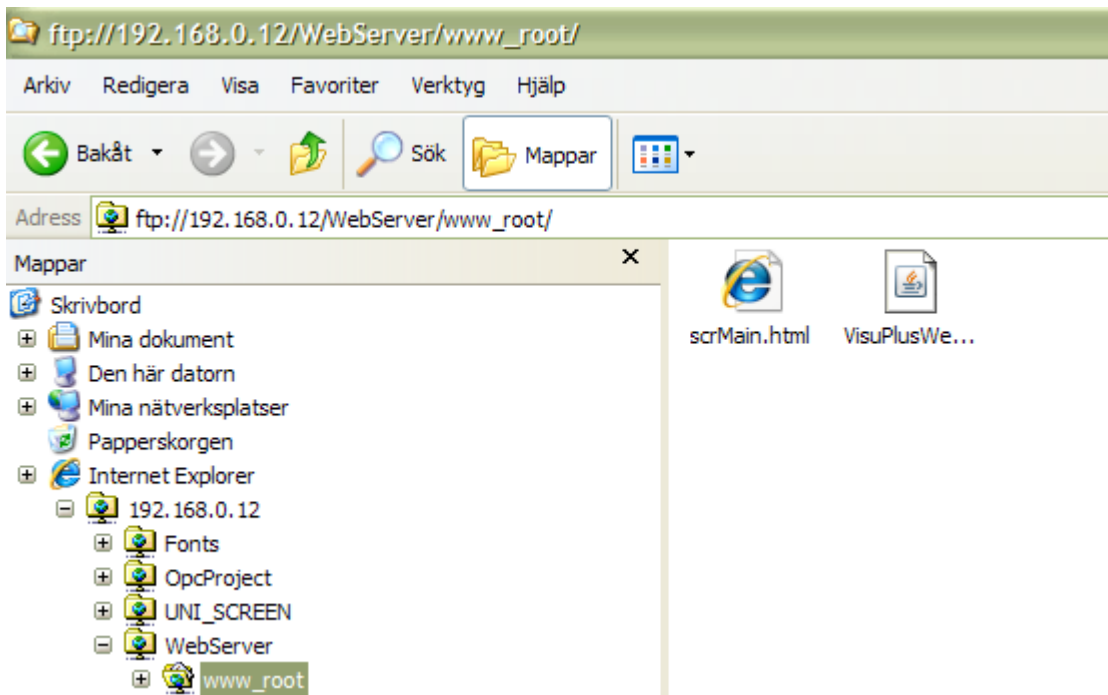 ftp://192.168.0.12/WebServer/www_root/
Arkiv Redigera Visa Favoriter Verktyg Hjälp
Bakåt Sök Mappar
Adress ftp://192.168.0.12/WebServer/www_root/
Mappar
Skrivbord
Mina dokument
Den här datorn
Mina nätverksplatser
Papperskorgen
Internet Explorer
192.168.0.12
Fonts
OpcProject
UNI_SCREEN
WebServer
www_root
scrMain.html VisuPlusWe...